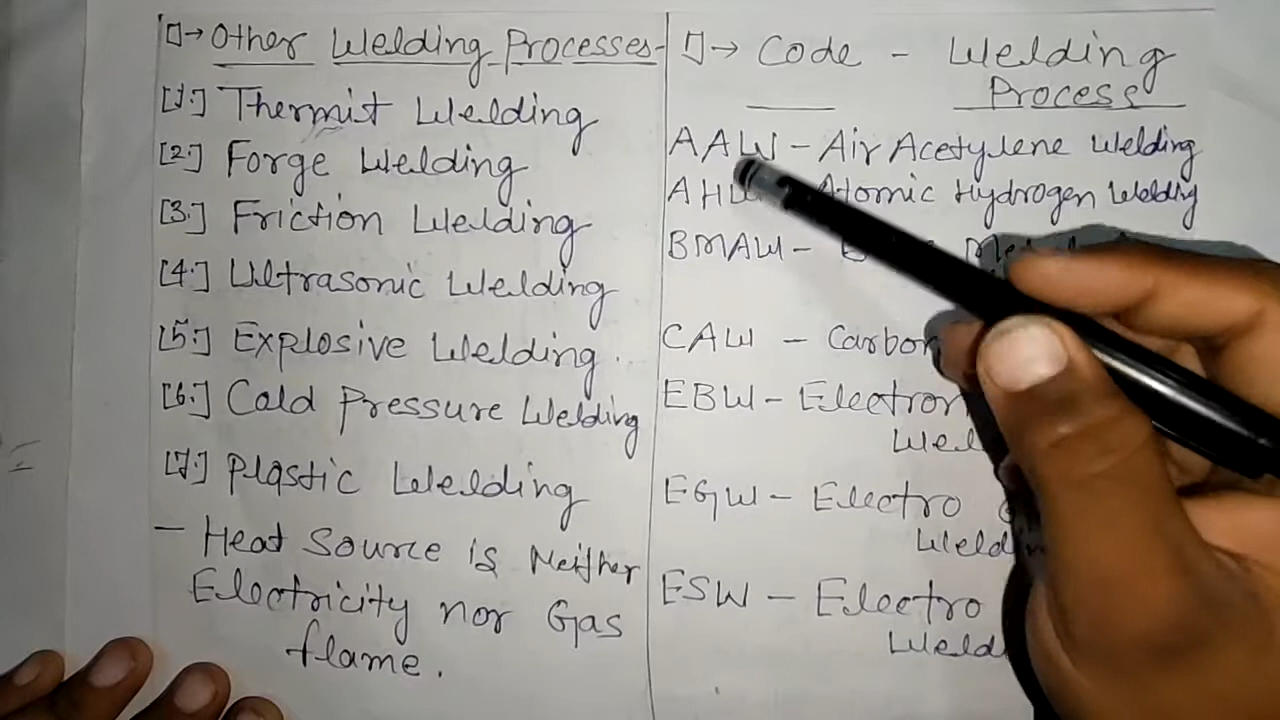 → Other Welding Processes-
[1.] Thermit Welding
[2.] Forge Welding
[3.] Friction Welding
[4.] Ultrasonic Welding
[5.] Explosive Welding.
[6.] Cald Pressure Welding
[7.] Plastic Welding
- Heat Source is Neither
Electricity nor Gas
flame.
→ Code - Welding
Process
AAW - Air Acetylene Welding
AHW Atomic Hydrogen Welding
BMAW -
CAW - Carbon
EBW - Electron
EGW - Electro
ESW - Electro